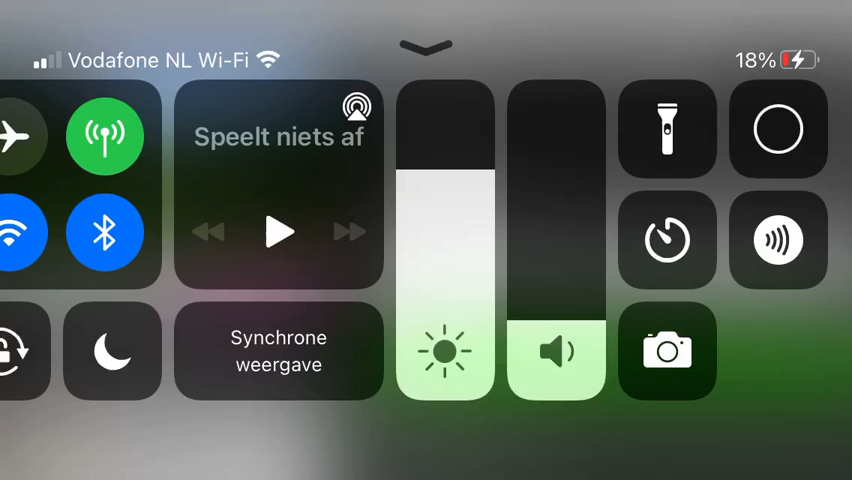 Vodafone NL Wi-Fi
18%
Speelt niets af
Synchrone
weergave